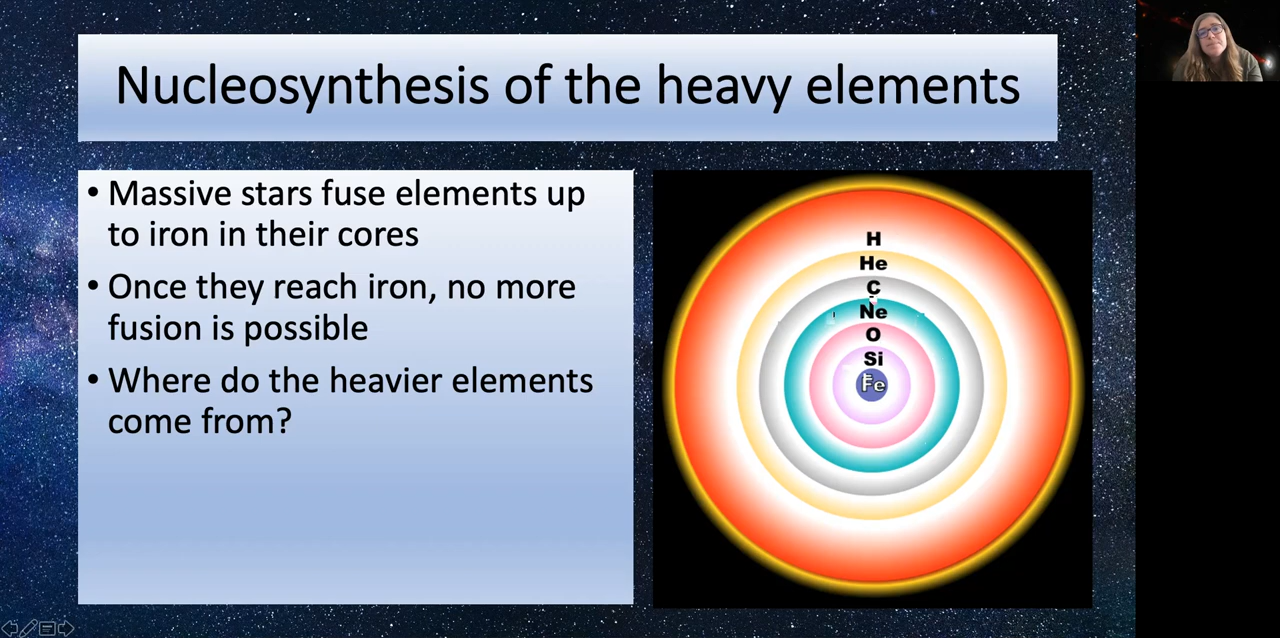 Nucleosynthesis of the heavy elements
• Massive stars fuse elements up
to iron in their cores
• Once they reach iron, no more
fusion is possible
• Where do the heavier elements
come from?
H
He
C
Ne
O
Si
Fe